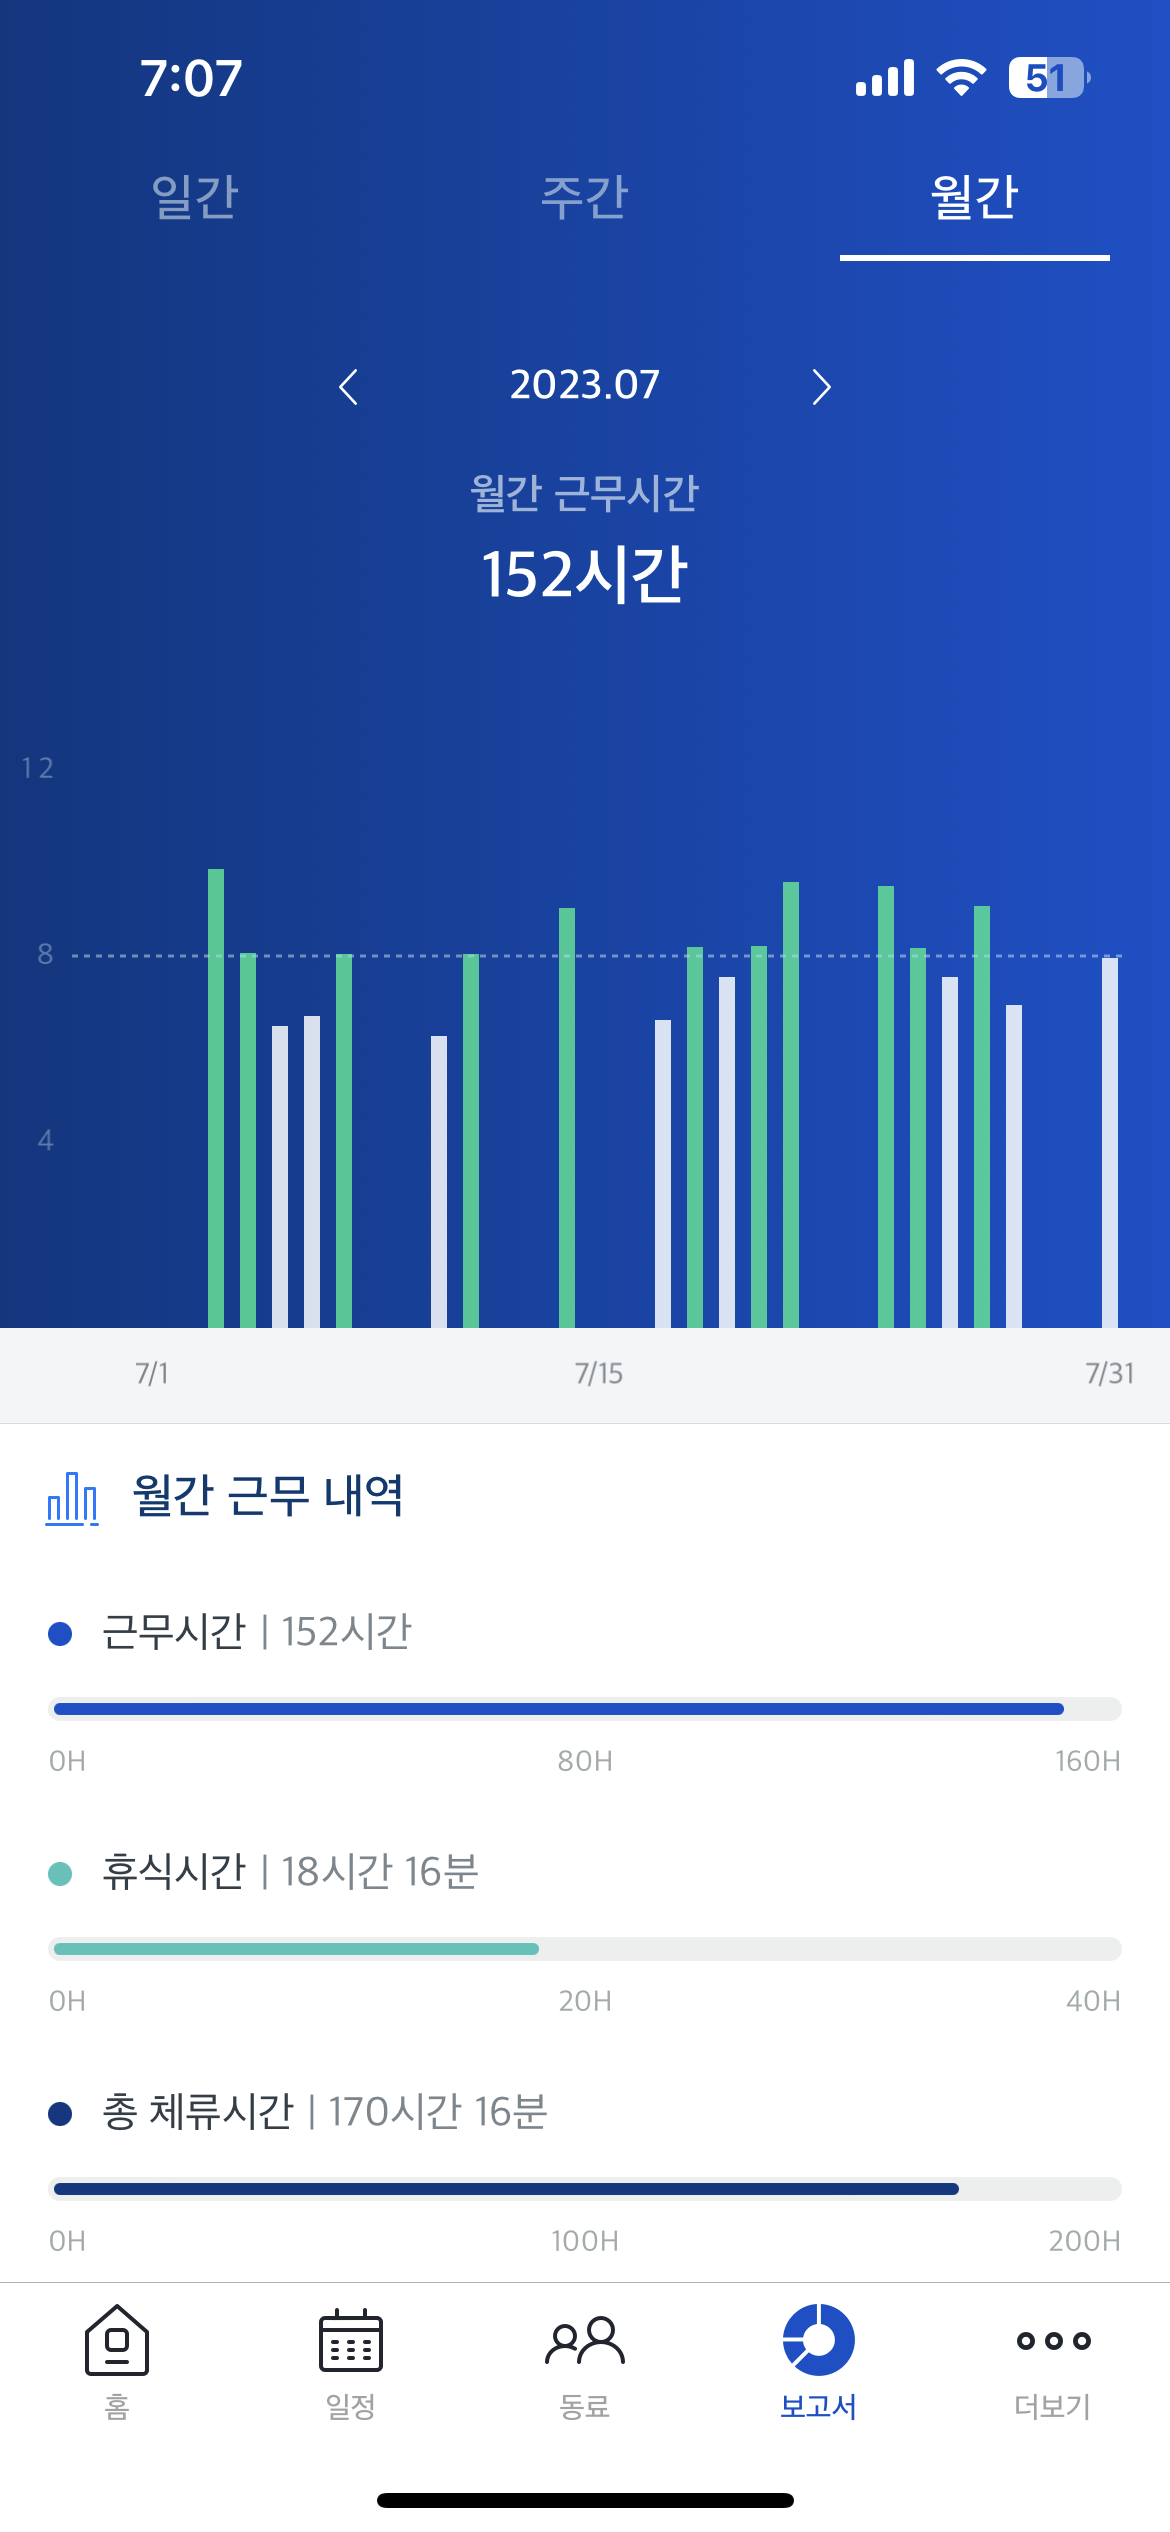 7:07
51
일간 주간 월간
2023.07
월간 근무시간
152시간
12
8
4
7/1 7/15 7/31
월간 근무 내역
근무시간 | 152시간
0H 80H 160H
휴식시간 | 18시간 16분
0H 20H 40H
총 체류시간 | 170시간 16분
0H 100H 200H
홈 일정 동료 보고서 더보기